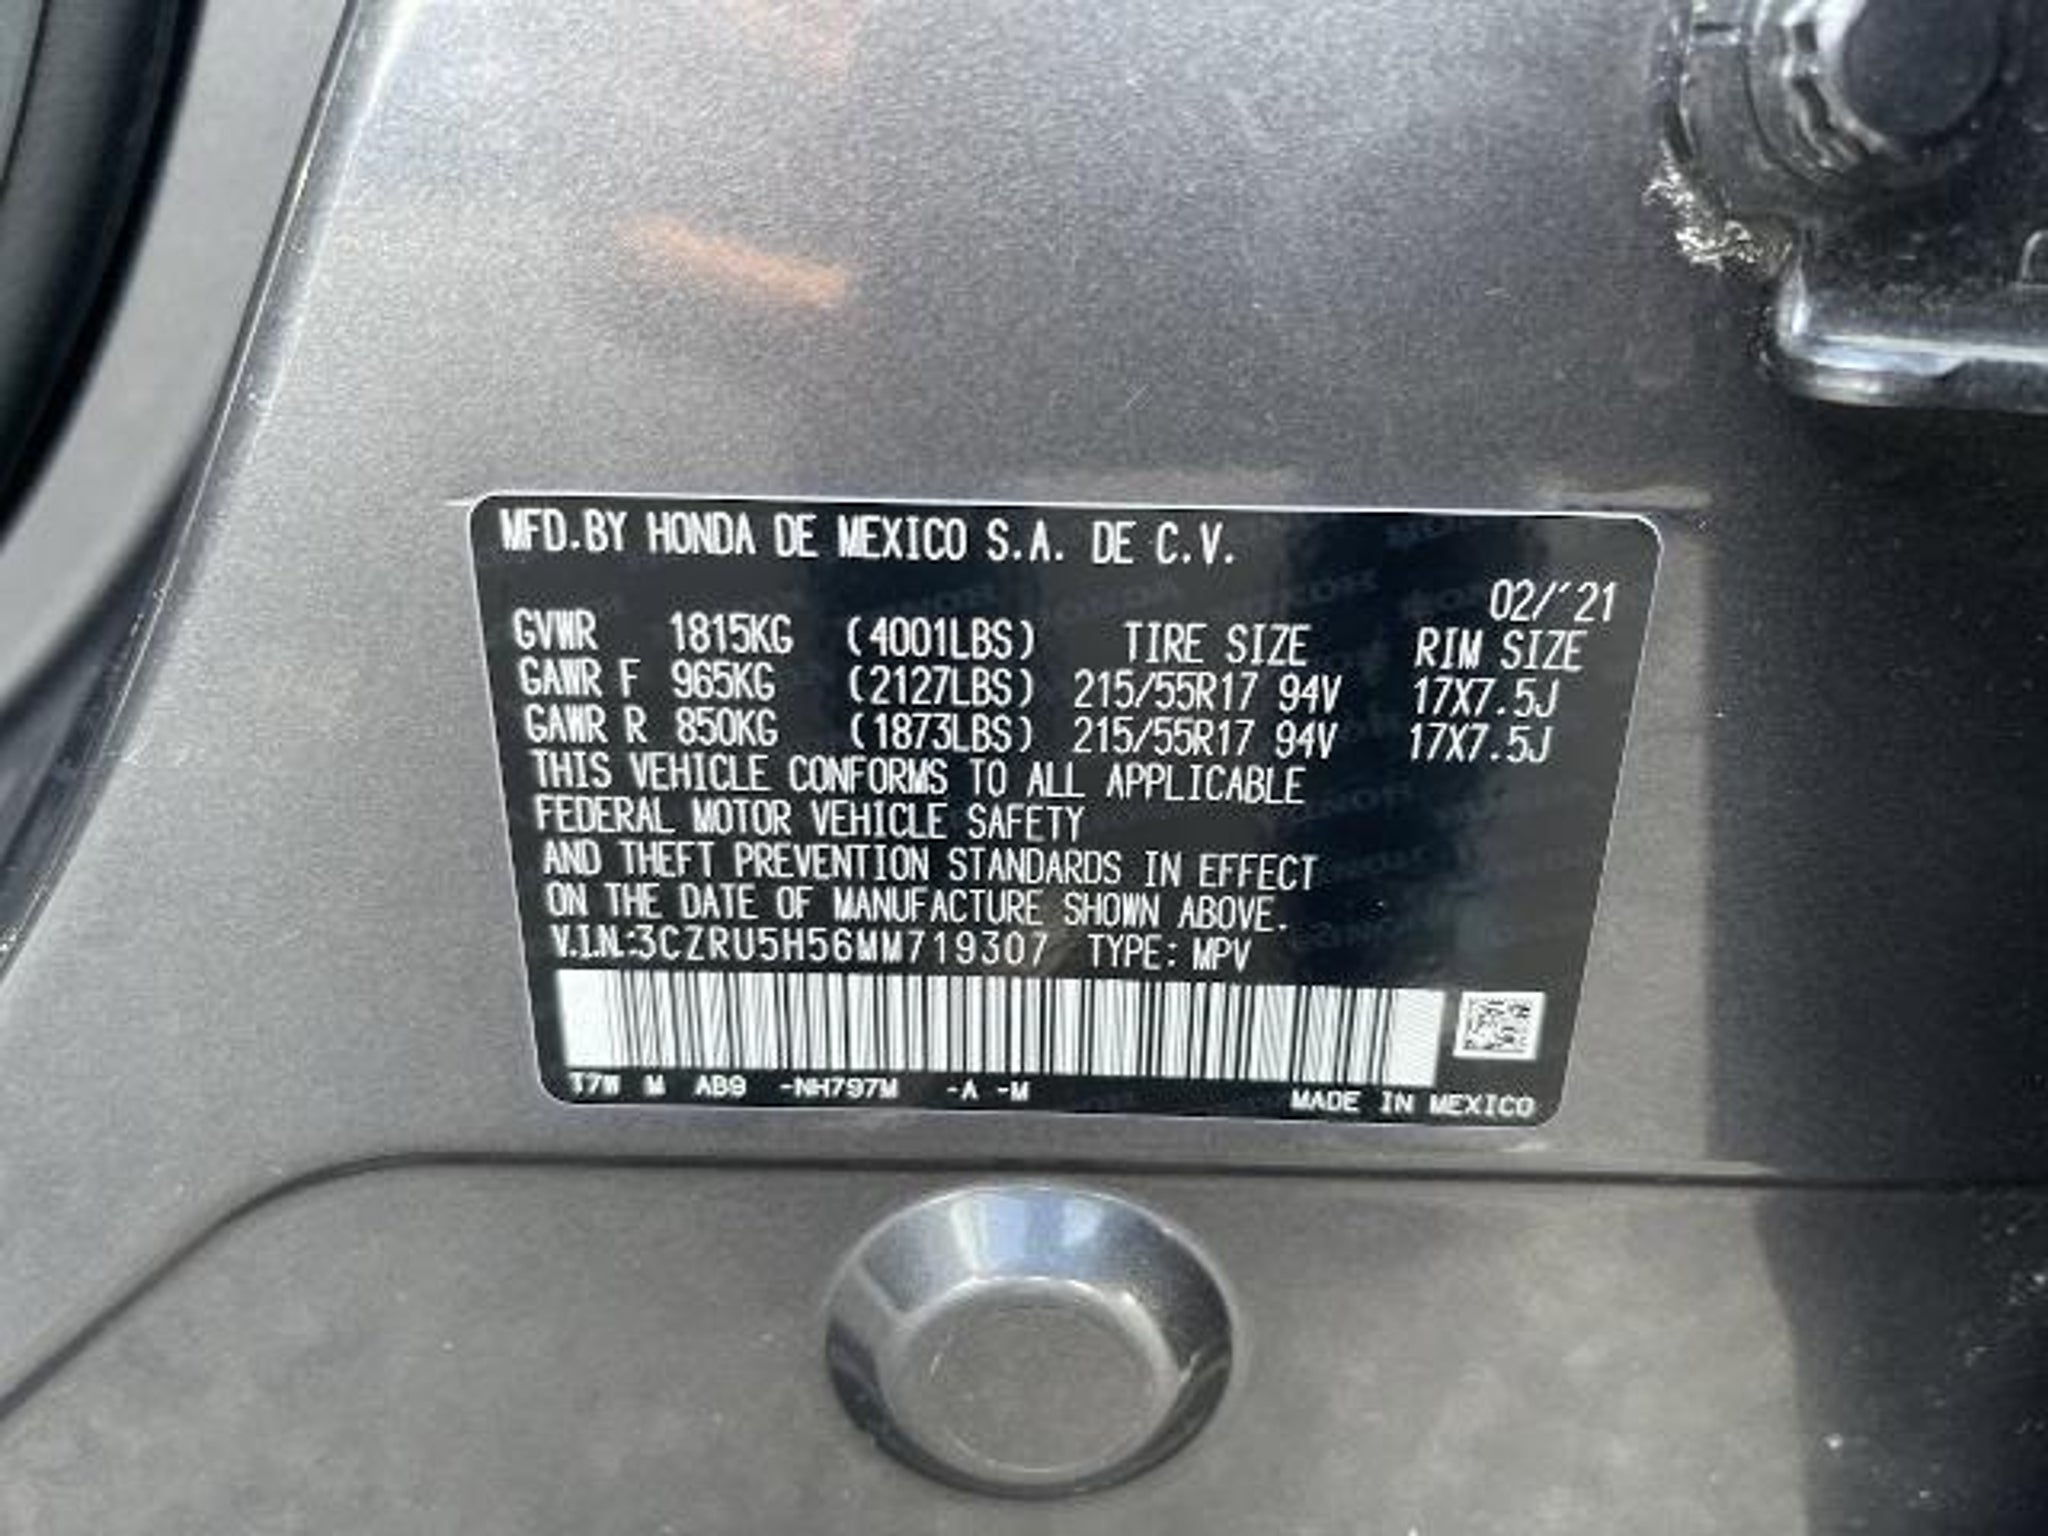 MFD.BY HONDA DE MEXICO S.A. DE C.V.
02/'21
GVWR 1815KG (4001LBS) TIRE SIZE RIM SIZE
GAWR F 965KG (2127LBS) 215/55R17 94V 17X7.5J
GAWR R 850KG (1873LBS) 215/55R17 94V 17X7.5J
THIS VEHICLE CONFORMS TO ALL APPLICABLE
FEDERAL MOTOR VEHICLE SAFETY
AND THEFT PREVENTION STANDARDS IN EFFECT
ON THE DATE OF MANUFACTURE SHOWN ABOVE.
V.I.N.:3CZRU5H56MM719307 TYPE: MPV
T7W M AB9 -NH797M -A -M MADE IN MEXICO